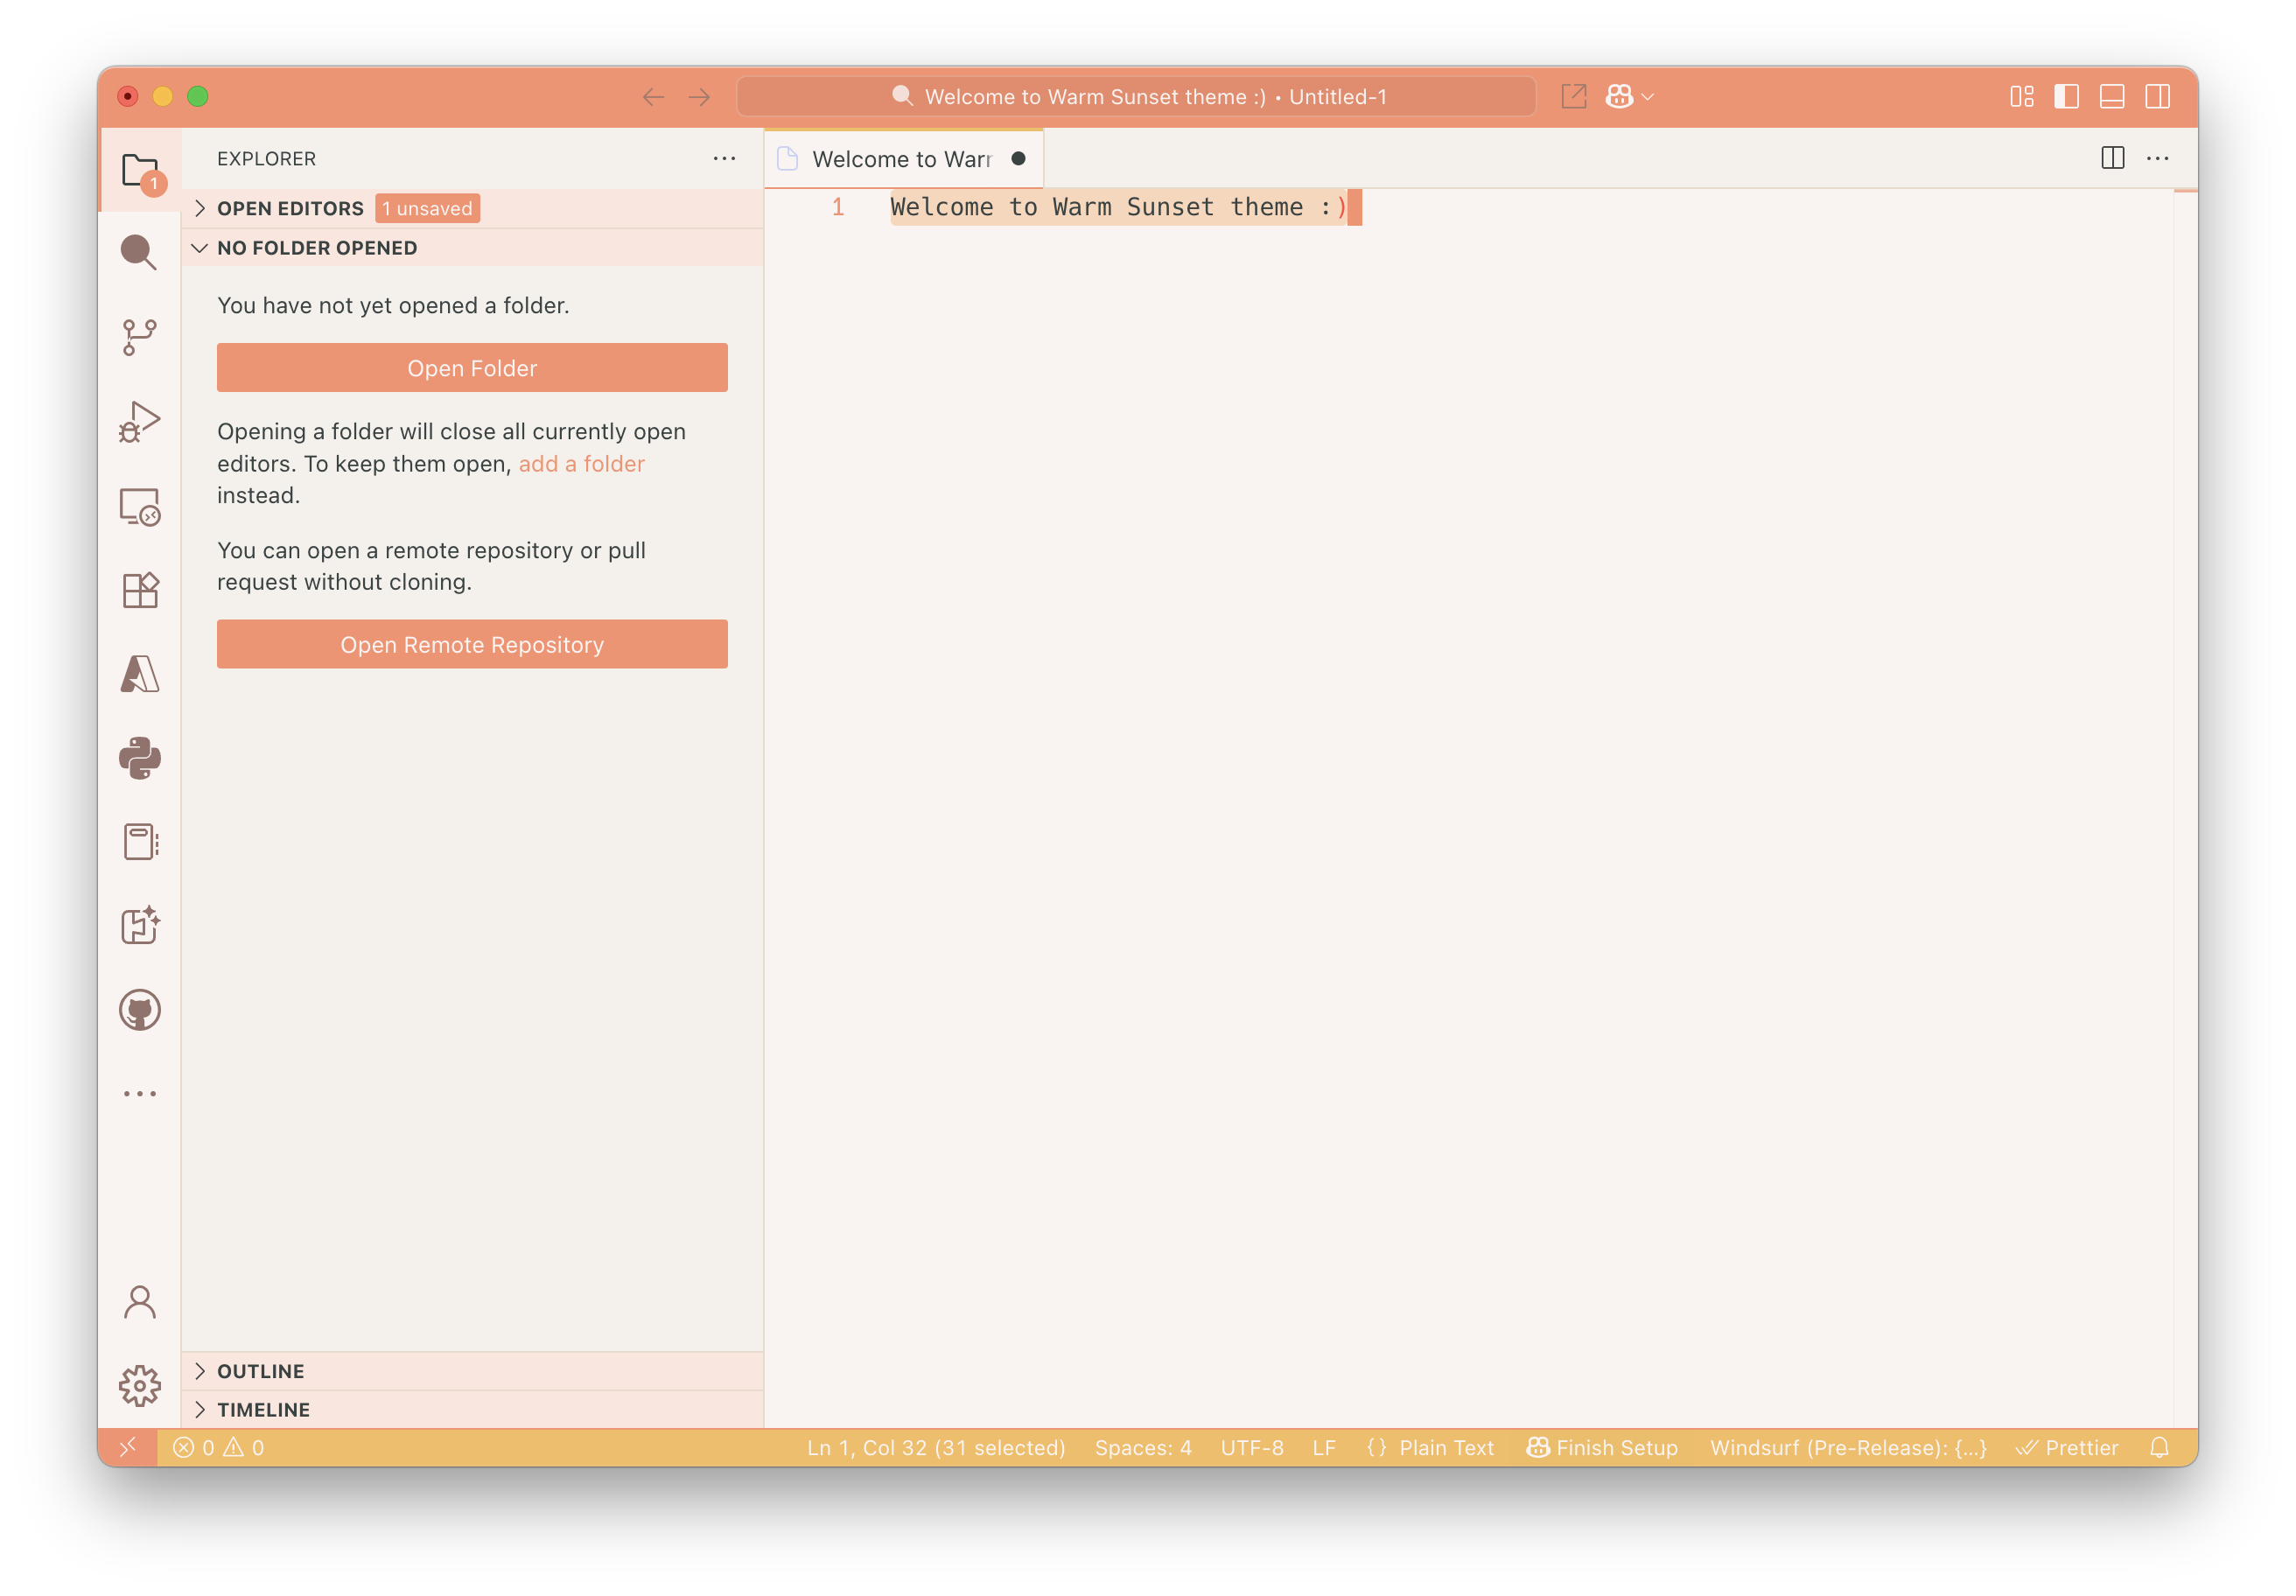 Welcome to Warm Sunset theme :) • Untitled-1
EXPLORER
1
OPEN EDITORS 1 unsaved
NO FOLDER OPENED
You have not yet opened a folder.
Open Folder
Opening a folder will close all currently open
editors. To keep them open, add a folder
instead.
You can open a remote repository or pull
request without cloning.
Open Remote Repository
OUTLINE
TIMELINE
Welcome to Warr
1 Welcome to Warm Sunset theme :)
0 0
Ln 1, Col 32 (31 selected) Spaces: 4 UTF-8 LF {} Plain Text Finish Setup Windsurf (Pre-Release): {...} Prettier